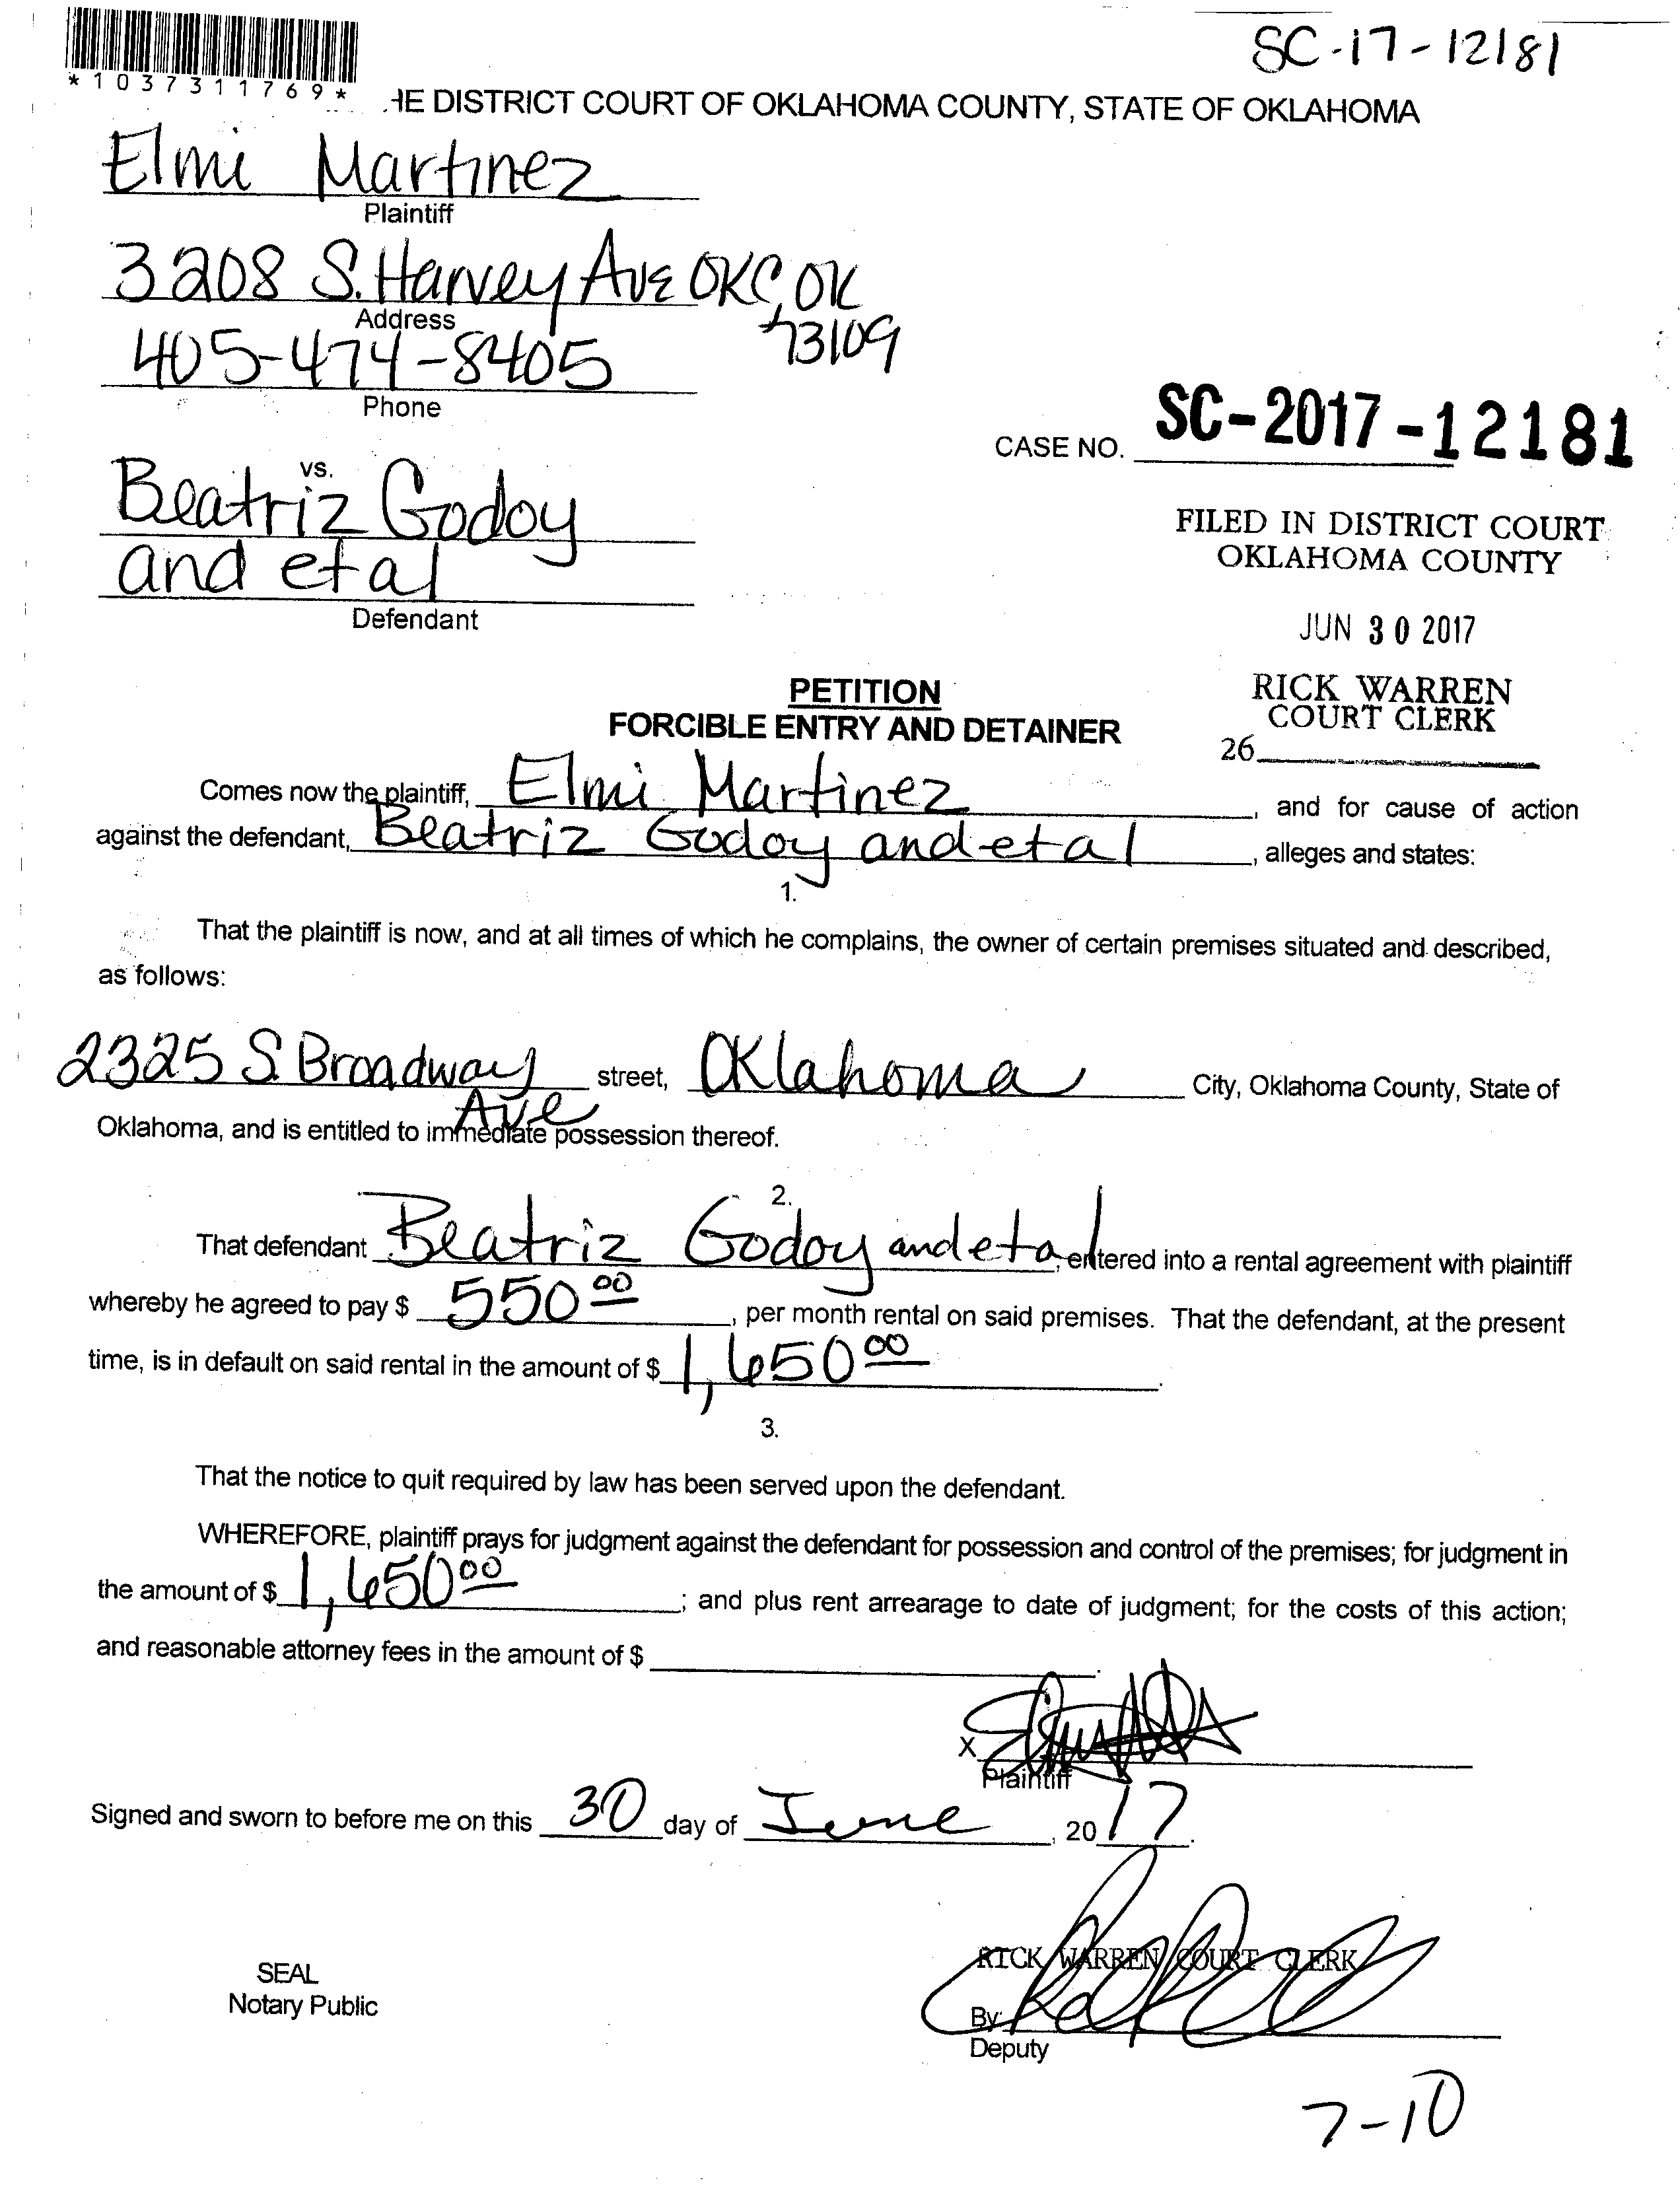 SC-17-12181
*1037311769*
HE DISTRICT COURT OF OKLAHOMA COUNTY, STATE OF OKLAHOMA
Elmi Martinez
Plaintiff
3208 S. Harvey Ave OKC, OK
73109
Address
405-474-8405
Phone
CASE NO. SC-2017-12181
vs.
Beatriz Godoy
and et al
Defendant
FILED IN DISTRICT COURT
OKLAHOMA COUNTY
JUN 30 2017
RICK WARREN
COURT CLERK
26
PETITION
FORCIBLE ENTRY AND DETAINER
Comes now the plaintiff, Elmi Martinez, and for cause of action
against the defendant, Beatriz Godoy and et al, alleges and states:
1.
That the plaintiff is now, and at all times of which he complains, the owner of certain premises situated and described,
as follows:
2325 S. Broadway Ave street, Oklahoma City, Oklahoma County, State of
Oklahoma, and is entitled to immediate possession thereof.
2.
That defendant Beatriz Godoy and et al, entered into a rental agreement with plaintiff
whereby he agreed to pay $ 550 00, per month rental on said premises. That the defendant, at the present
time, is in default on said rental in the amount of $ 1,650 00.
3.
That the notice to quit required by law has been served upon the defendant.
WHEREFORE, plaintiff prays for judgment against the defendant for possession and control of the premises; for judgment in
the amount of $ 1,650 00; and plus rent arrearage to date of judgment; for the costs of this action;
and reasonable attorney fees in the amount of $ .
X
Plaintiff
Signed and sworn to before me on this 30 day of June, 2017.
RICK WARREN COURT CLERK
SEAL
Notary Public
By:
Deputy
7-10